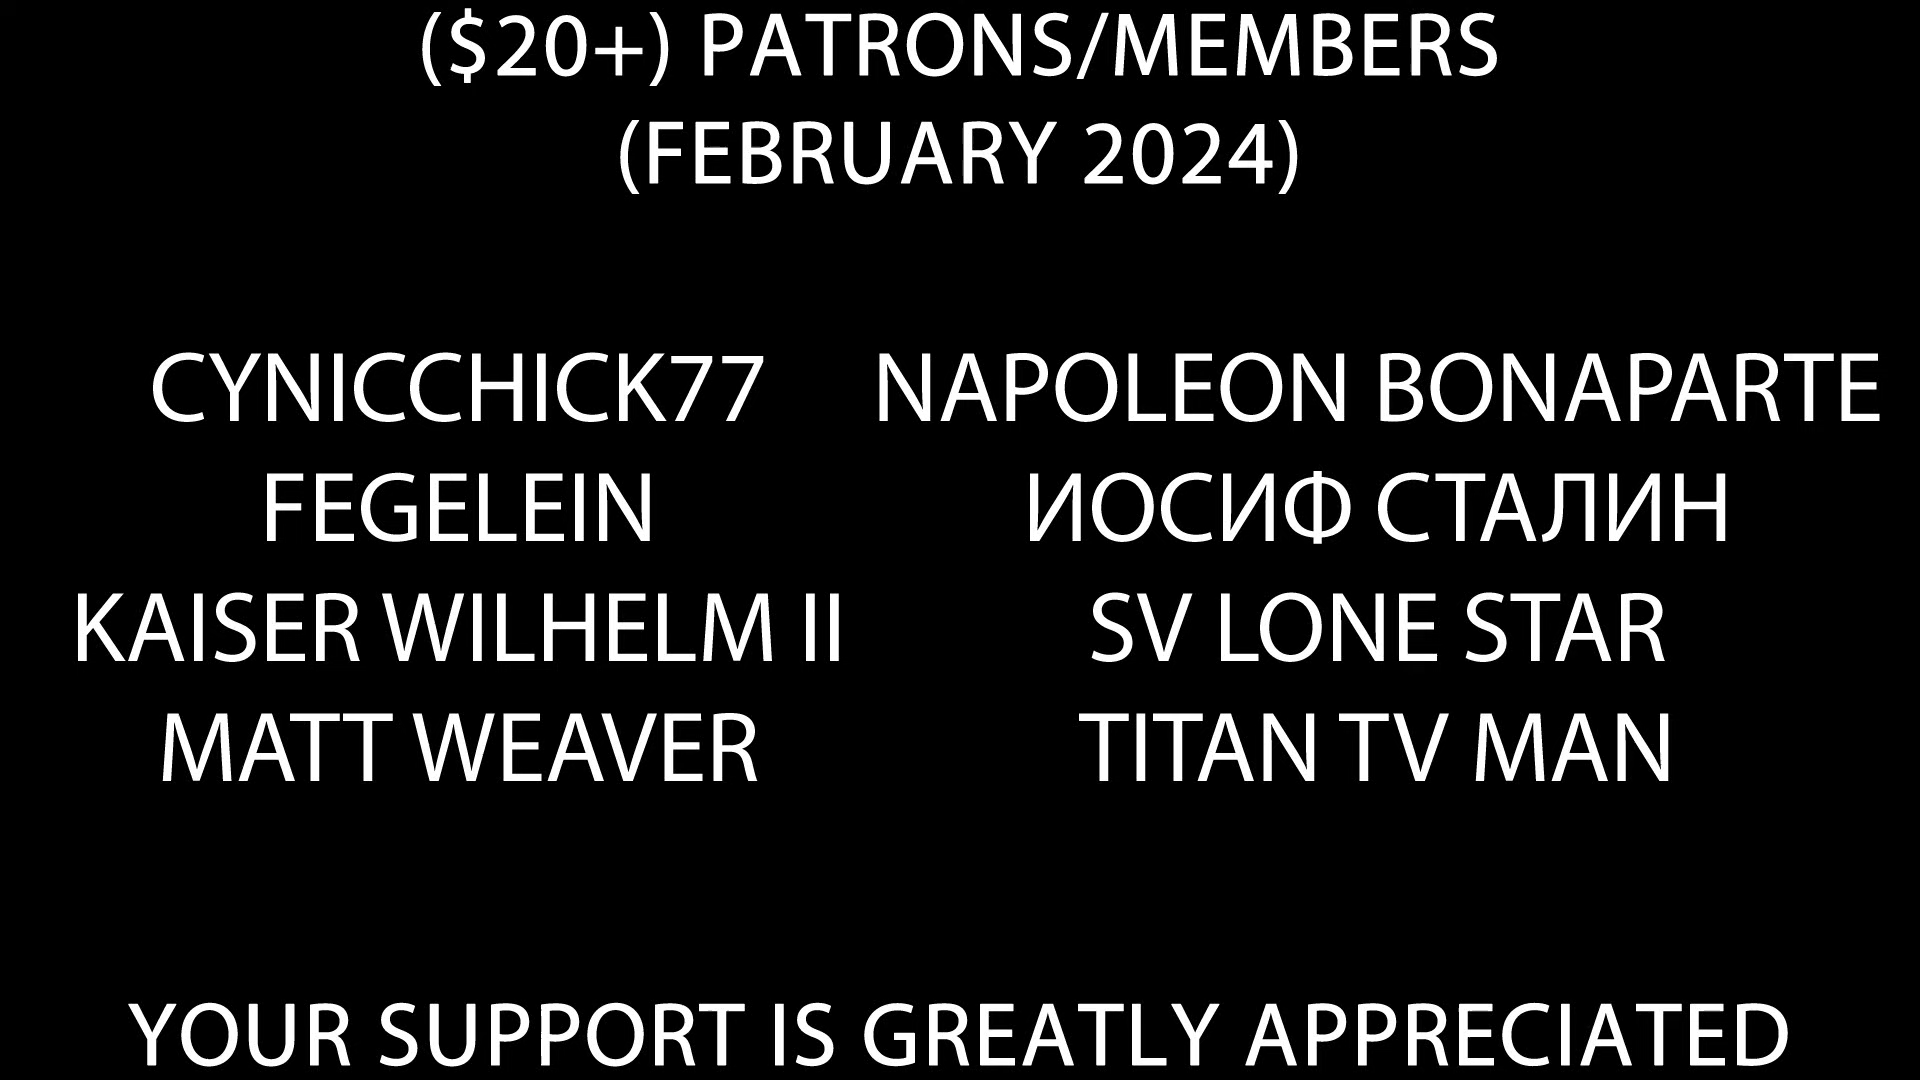 ($20+) PATRONS/MEMBERS
(FEBRUARY 2024)
CYNICCHICK77
FEGELEIN
KAISER WILHELM II
MATT WEAVER
NAPOLEON BONAPARTE
ИОСИФ СТАЛИН
SV LONE STAR
TITAN TV MAN
YOUR SUPPORT IS GREATLY APPRECIATED